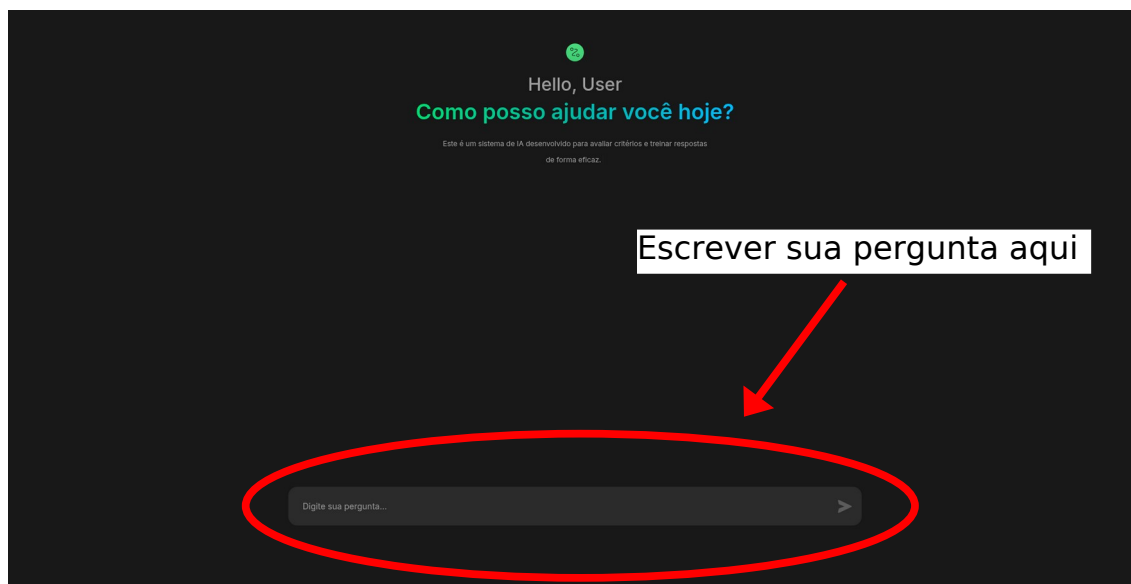 Hello, User
Como posso ajudar você hoje?
Este é um sistema de IA desenvolvido para avaliar critérios e treinar respostas
de forma eficaz.
Escrever sua pergunta aqui
Digite sua pergunta...